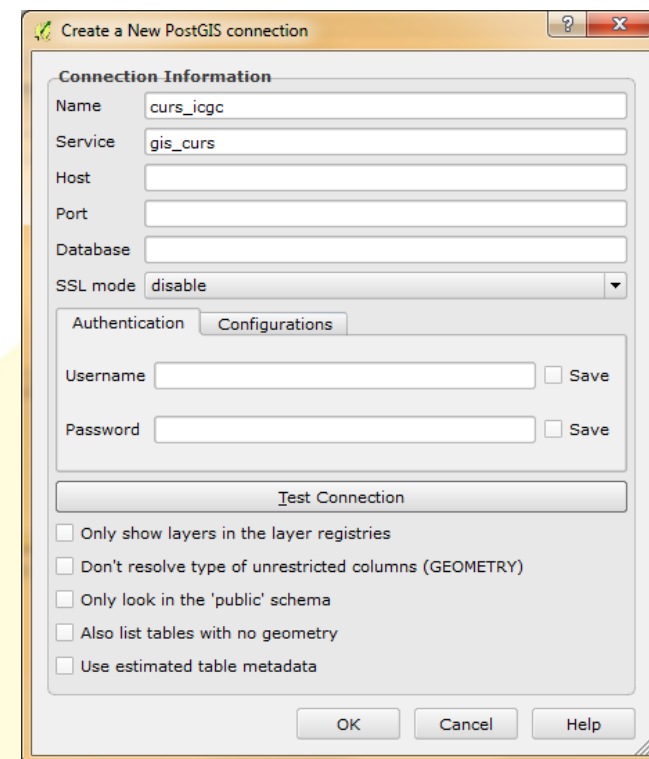 Create a New PostGIS connection
Connection Information
Name curs_icgc
Service gis_curs
Host
Port
Database
SSL mode disable
Authentication Configurations
Username Save
Password Save
Test Connection
Only show layers in the layer registries
Don't resolve type of unrestricted columns (GEOMETRY)
Only look in the 'public' schema
Also list tables with no geometry
Use estimated table metadata
OK Cancel Help